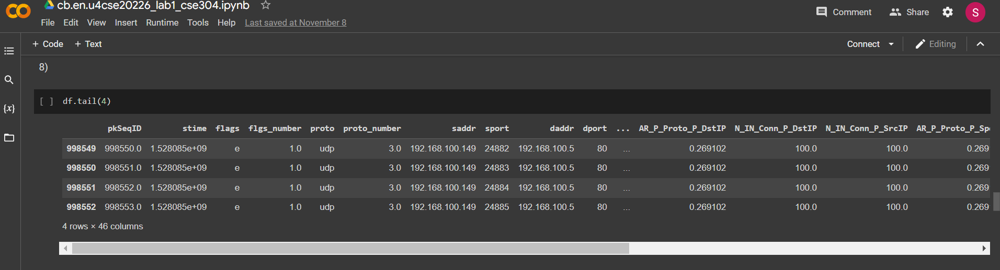 cb.en.u4cse20226_lab1_cse304.ipynb
File Edit View Insert Runtime Tools Help Last saved at November 8
Comment Share S
+ Code + Text
Connect Editing
{x}
8)
[ ] df.tail(4)
pkSeqID stime flags flgs_number proto proto_number saddr sport daddr dport ... AR_P_Proto_P_DstIP N_IN_Conn_P_DstIP N_IN_Conn_P_SrcIP AR_P_Proto_P_Sp
998549 998550.0 1.528085e+09 e 1.0 udp 3.0 192.168.100.149 24882 192.168.100.5 80 ... 0.269102 100.0 100.0 0.269
998550 998551.0 1.528085e+09 e 1.0 udp 3.0 192.168.100.149 24883 192.168.100.5 80 ... 0.269102 100.0 100.0 0.269
998551 998552.0 1.528085e+09 e 1.0 udp 3.0 192.168.100.149 24884 192.168.100.5 80 ... 0.269102 100.0 100.0 0.269
998552 998553.0 1.528085e+09 e 1.0 udp 3.0 192.168.100.149 24885 192.168.100.5 80 ... 0.269102 100.0 100.0 0.269
4 rows × 46 columns